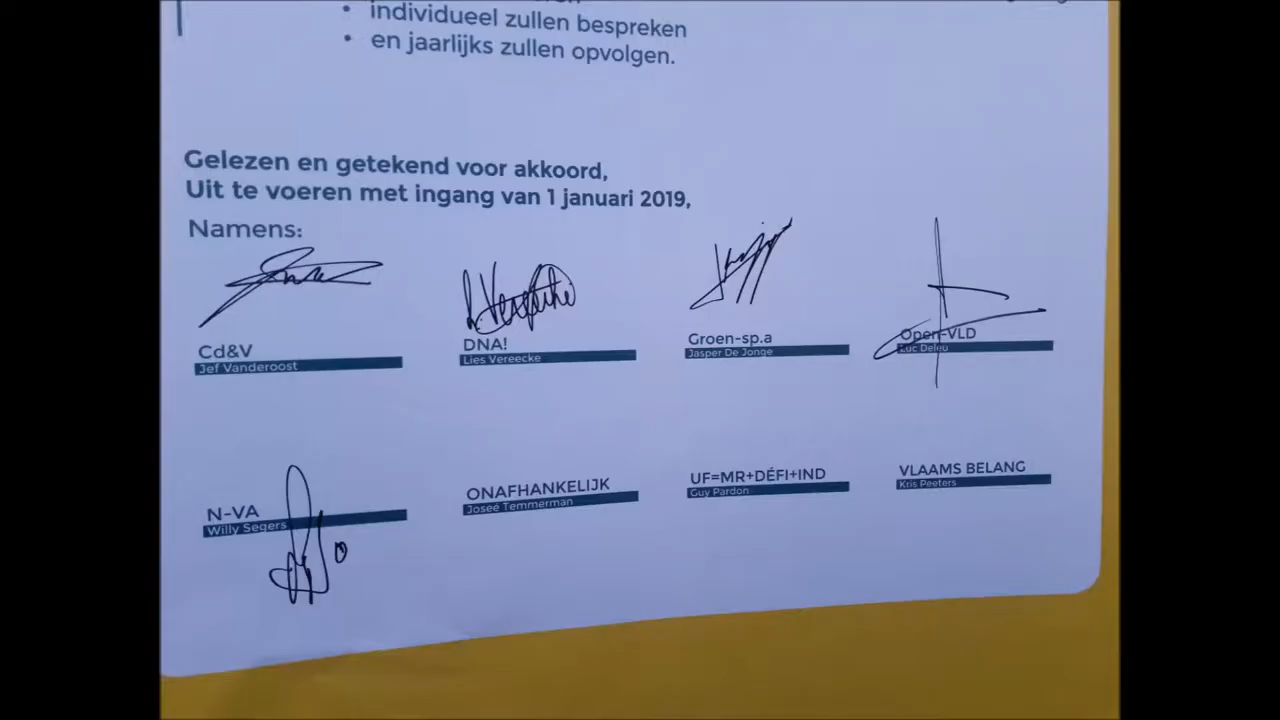 • individueel zullen bespreken
• en jaarlijks zullen opvolgen.
Gelezen en getekend voor akkoord,
Uit te voeren met ingang van 1 januari 2019,
Namens:
Cd&V
Jef Vanderoost
DNA!
Lies Vereecke
Groen-sp.a
Jasper De Jonge
Open-VLD
Luc Deleu
N-VA
Willy Segers
ONAFHANKELIJK
Joseé Temmerman
UF=MR+DÉFI+IND
Guy Pardon
VLAAMS BELANG
Kris Peeters